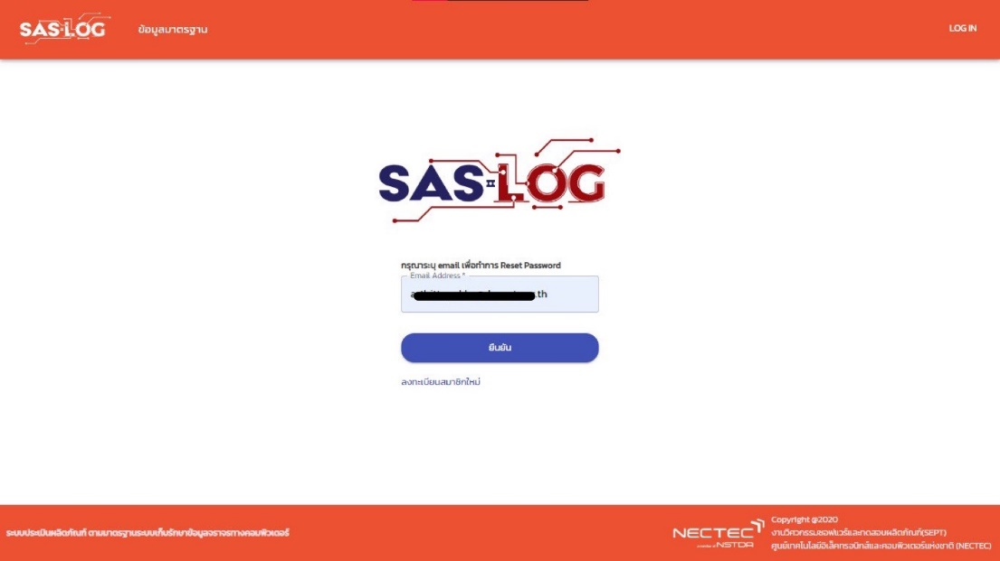 SAS-LOG
ข้อมูลมาตรฐาน
LOG IN
SAS-LOG
กรุณาระบุ email เพื่อทำการ Reset Password
Email Address *
.th
ยืนยัน
ลงทะเบียนสมาชิกใหม่
ระบบประเมินผลิตภัณฑ์ ตามมาตรฐานระบบเก็บรักษาข้อมูลจราจรทางคอมพิวเตอร์
NECTEC
NSTDA
Copyright @2020
งานวิศวกรรมซอฟแวร์และทดสอบผลิตภัณฑ์(SEPT)
ศูนย์เทคโนโลยีอิเล็กทรอนิกส์และคอมพิวเตอร์แห่งชาติ (NECTEC)